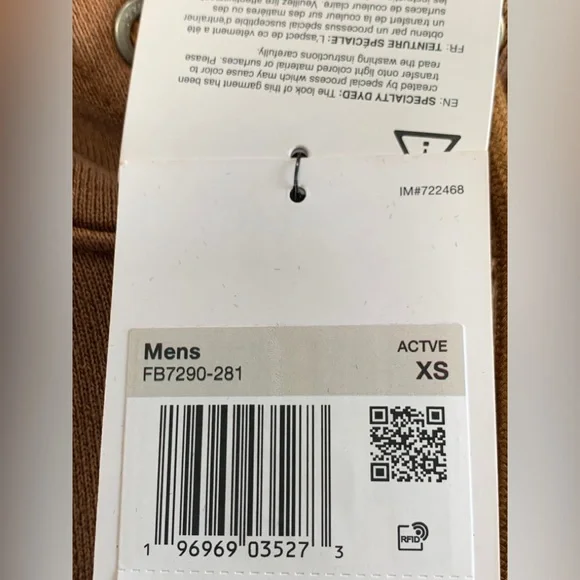 EN: SPECIALTY DYED: The look of this garment has been
created by special process which may cause color to
transfer onto light colored material or surfaces. Please
read the washing instructions carefully.
FR: TEINTURE SPÉCIALE: L'aspect de ce vêtement a été
obtenu par un processus spécial susceptible d'entraîner
un transfert de la couleur sur des matières ou des
surfaces de couleur claire. Veuillez lire attentivement
IM#722468
Mens
FB7290-281
ACTVE
XS
1 96969 03527 3
RFID